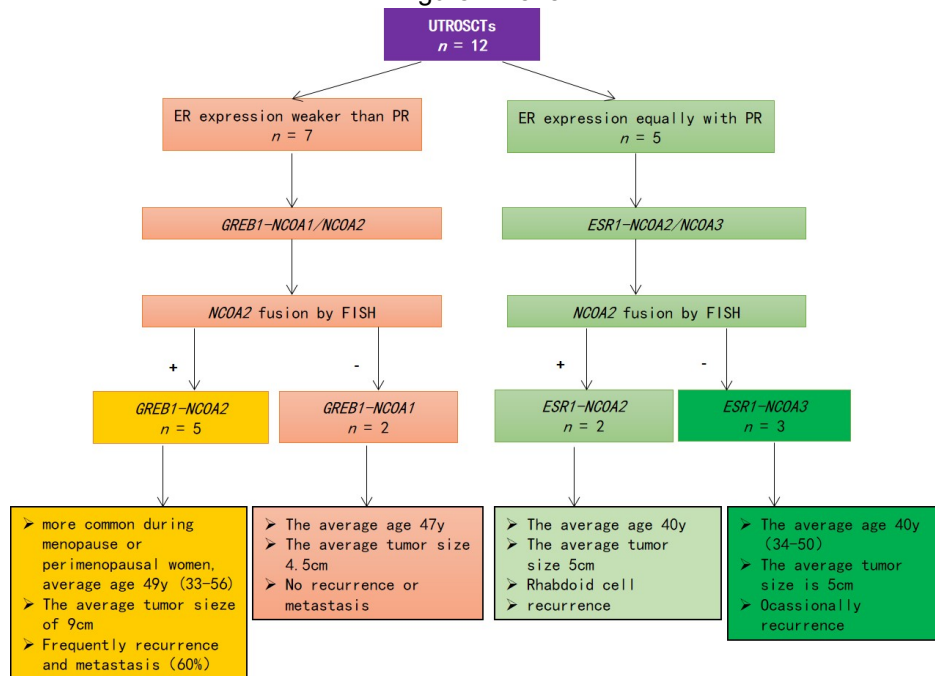 UTROSCTs
n = 12
ER expression weaker than PR
n = 7
ER expression equally with PR
n = 5
GREB1-NCOA1/NCOA2
ESR1-NCOA2/NCOA3
NCOA2 fusion by FISH
NCOA2 fusion by FISH
+
-
+
-
GREB1-NCOA2
n = 5
GREB1-NCOA1
n = 2
ESR1-NCOA2
n = 2
ESR1-NCOA3
n = 3
➤ more common during
menopause or
perimenopausal women,
average age 49y (33-56)
➤ The average tumor sieze
of 9cm
➤ Frequently recurrence
and metastasis (60%)
➤ The average age 47y
➤ The average tumor size
4.5cm
➤ No recurrence or
metastasis
➤ The average age 40y
➤ The average tumor
size 5cm
➤ Rhabdoid cell
➤ recurrence
➤ The average age 40y
(34-50)
➤ The average tumor
size is 5cm
➤ Ocassionally
recurrence